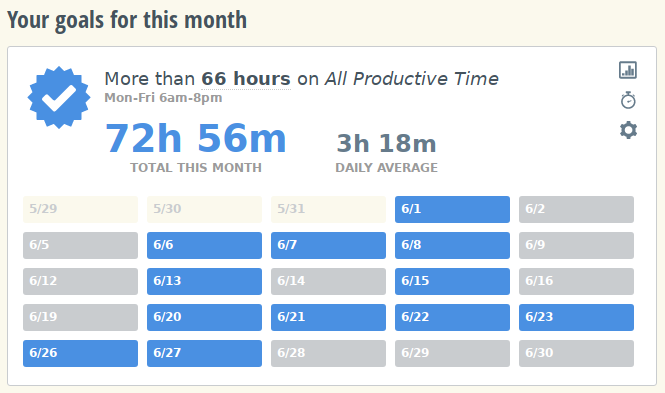 Your goals for this month
More than 66 hours on All Productive Time
Mon-Fri 6am-8pm
72h 56m 3h 18m
TOTAL THIS MONTH DAILY AVERAGE
5/29 5/30 5/31 6/1 6/2
6/5 6/6 6/7 6/8 6/9
6/12 6/13 6/14 6/15 6/16
6/19 6/20 6/21 6/22 6/23
6/26 6/27 6/28 6/29 6/30